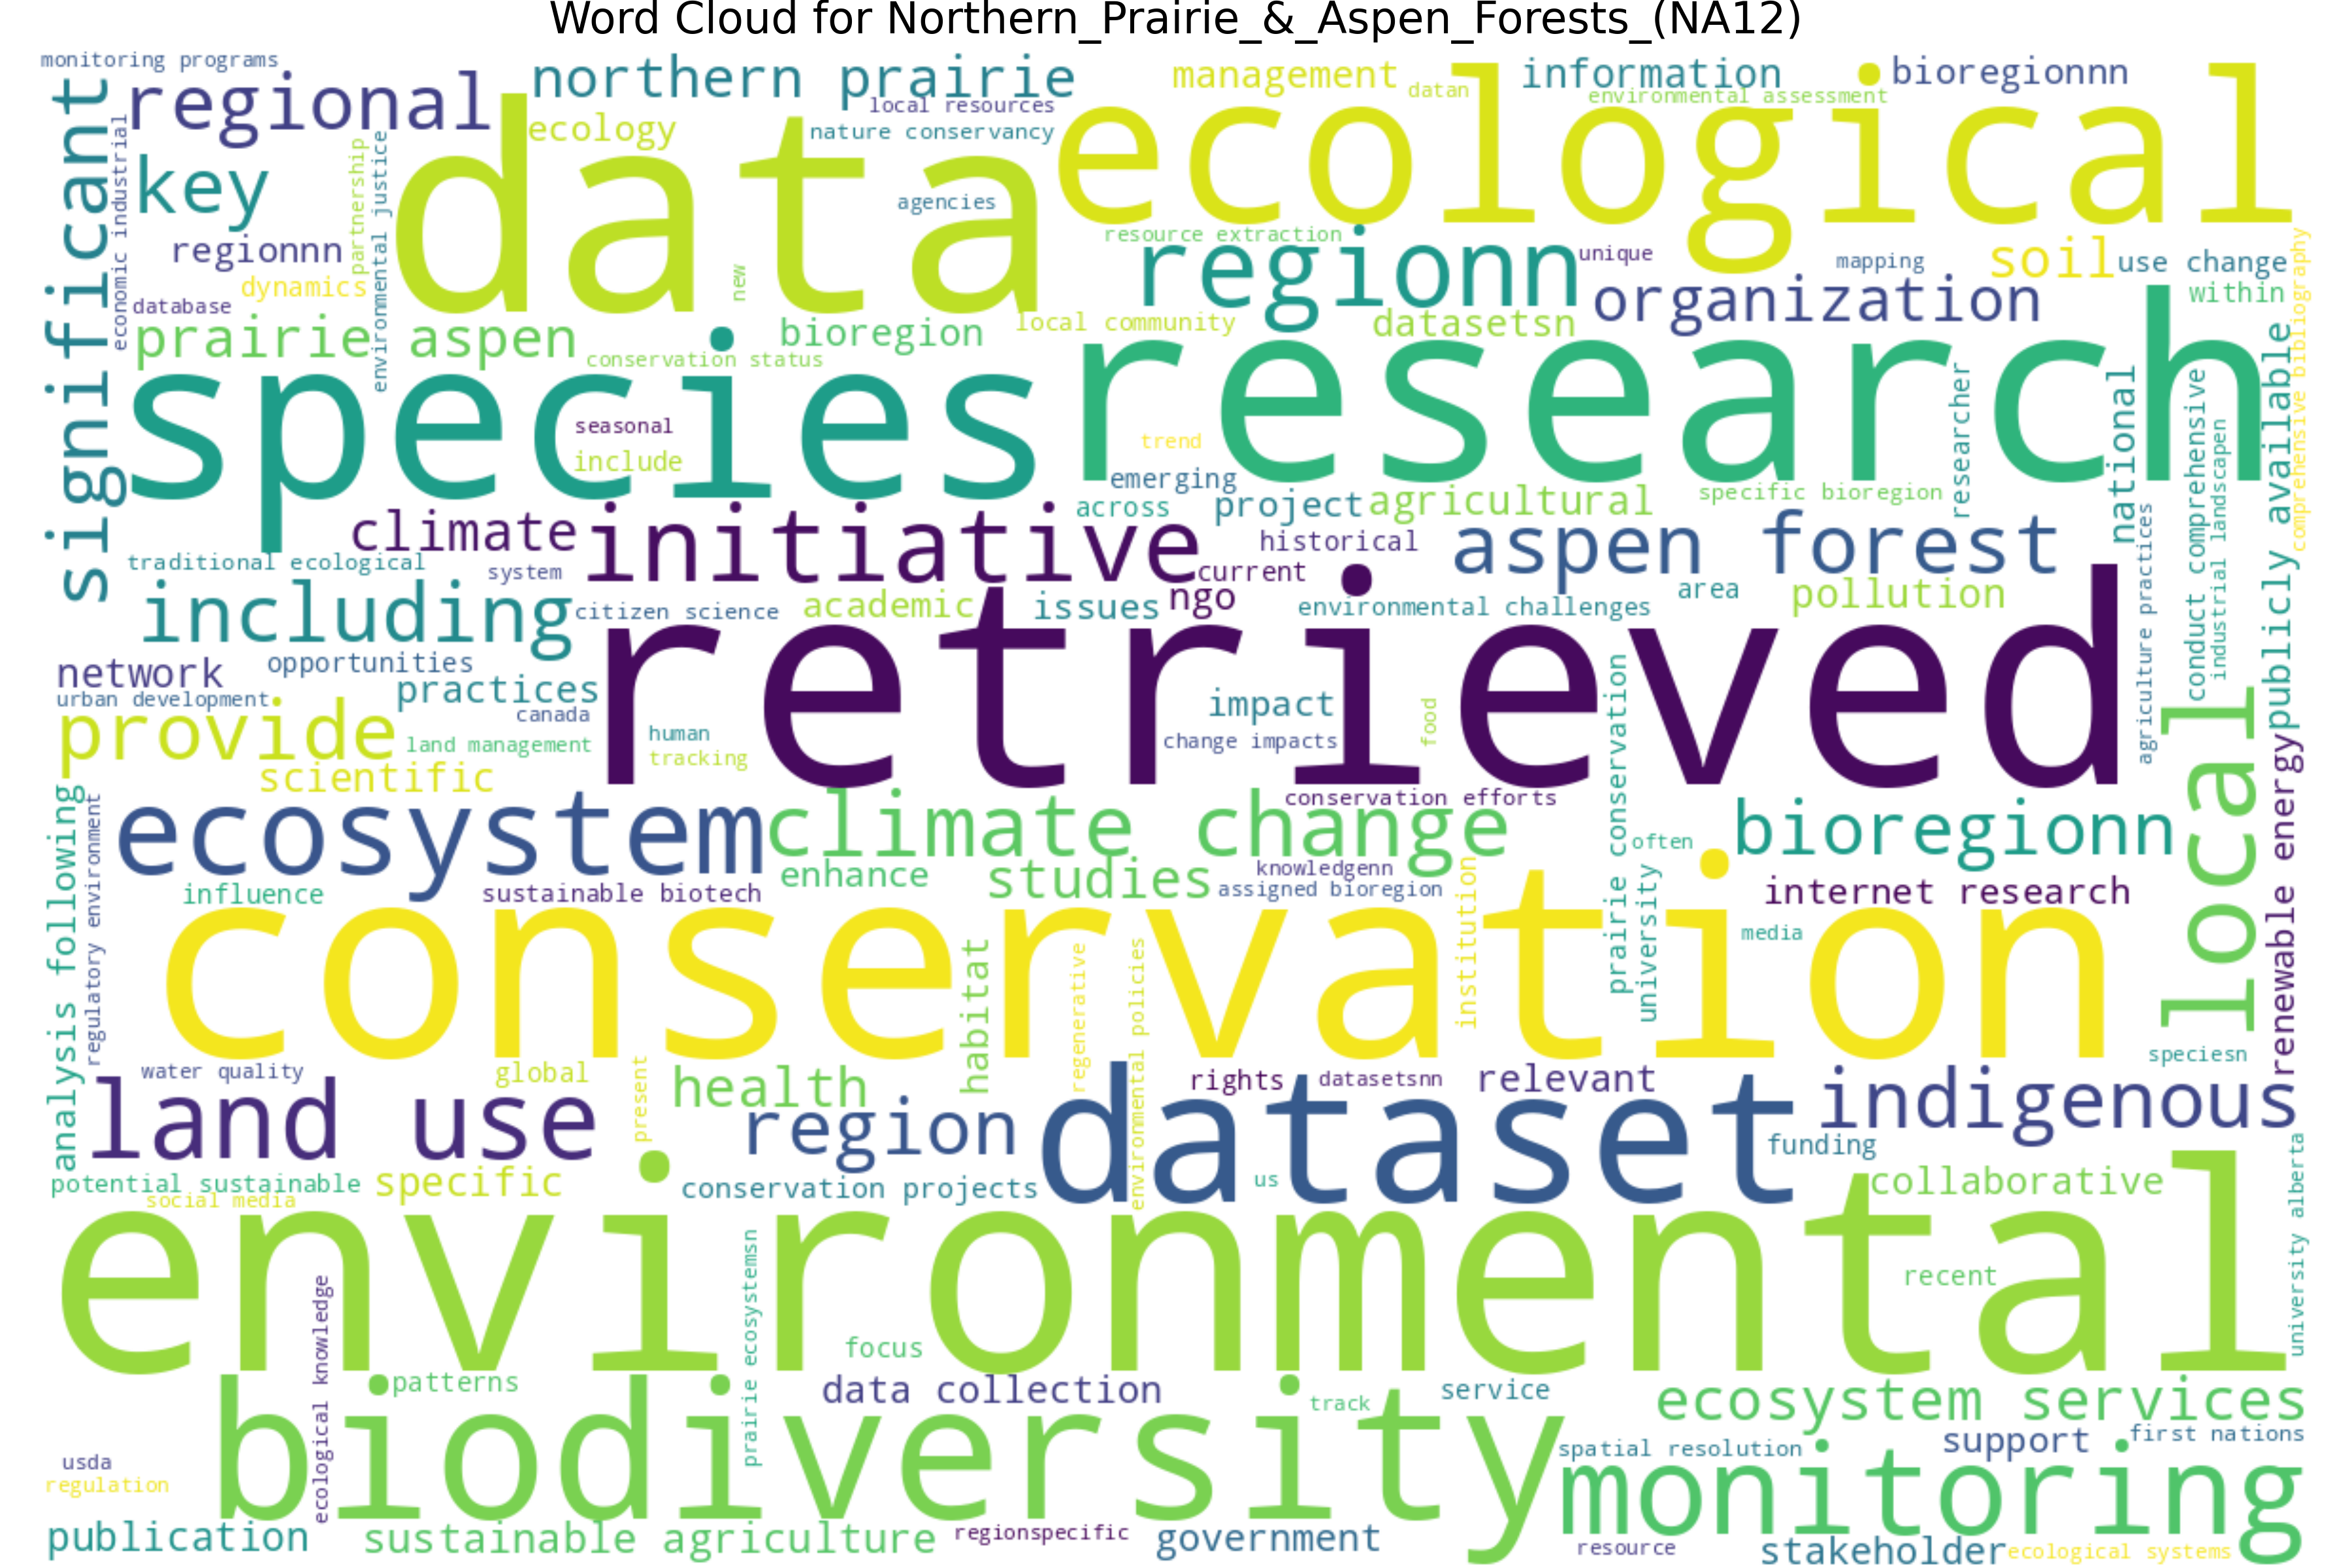 Word Cloud for Northern_Prairie_&_Aspen_Forests_(NA12)
monitoring programs
significant
regional
northern prairie
management
datan
information
bioregionnn
local resources
environmental assessment
economic industrial
ecology
nature conservancy
data
ecological
key
partnership
environmental justice
agencies
regionnn
resource extraction
regionn
unique
mapping
soil
use change
comprehensive bibliography
dynamics
new
database
organization
within
prairie aspen
bioregion
local community
datasetsn
conservation status
publicly available
species
research
researcher
national
conduct comprehensive
industrial landscapen
seasonal
include
trend
emerging
specific bioregion
across
project
agricultural
climate
initiative
historical
aspen forest
agriculture practices
traditional ecological
system
current
area
pollution
including
citizen science
academic
issues
ngo
environmental challenges
retrieved
network
opportunities
practices
prairie conservation
local
urban development
canada
impact
food
provide
human
land management
change impacts
tracking
scientific
renewable energy
analysis following
regulatory environment
conservation efforts
ecosystem
climate change
often
bioregionn
influence
sustainable biotech
enhance
studies
knowledgenn
assigned bioregion
institution
university
internet research
conservation
media
habitat
regenerative
environmental policies
speciesn
water quality
global
present
health
rights
datasetsnn
relevant
land use
region
dataset
indigenous
funding
university alberta
potential sustainable
specific
conservation projects
us
collaborative
social media
environmental
prairie ecosystemsn
recent
ecological knowledge
focus
patterns
data collection
track
service
ecosystem services
biodiversity
usda
spatial resolution
support
first nations
regulation
monitoring
publication
sustainable agriculture
regionspecific
government
resource
stakeholder
ecological systems